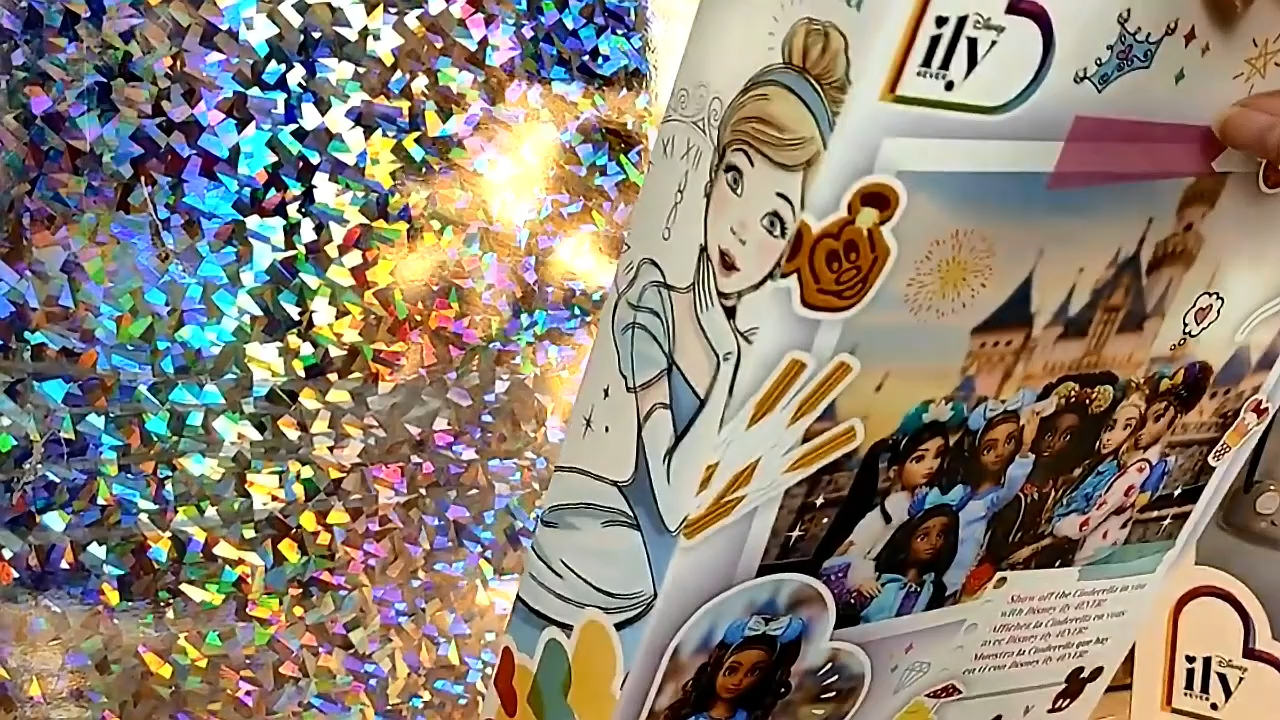 Disney
ily
4EVER
XI XII
Show off the Cinderella in you
with Disney ily 4EVER!
Affichez la Cinderella en vous
avec Disney ily 4EVER!
Muestra la Cinderella que hay
en ti con Disney ily 4EVER!
Disney
ily
4EVER